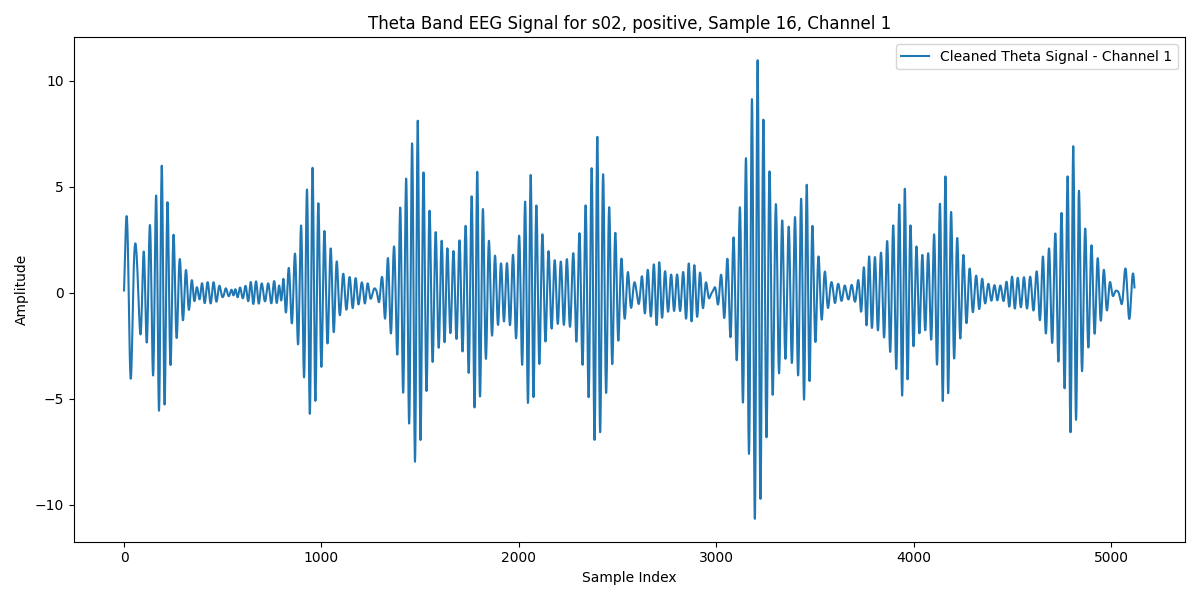 Theta Band EEG Signal for s02, positive, Sample 16, Channel 1
Cleaned Theta Signal - Channel 1
Amplitude
10
5
0
−5
−10
0 1000 2000 3000 4000 5000
Sample Index